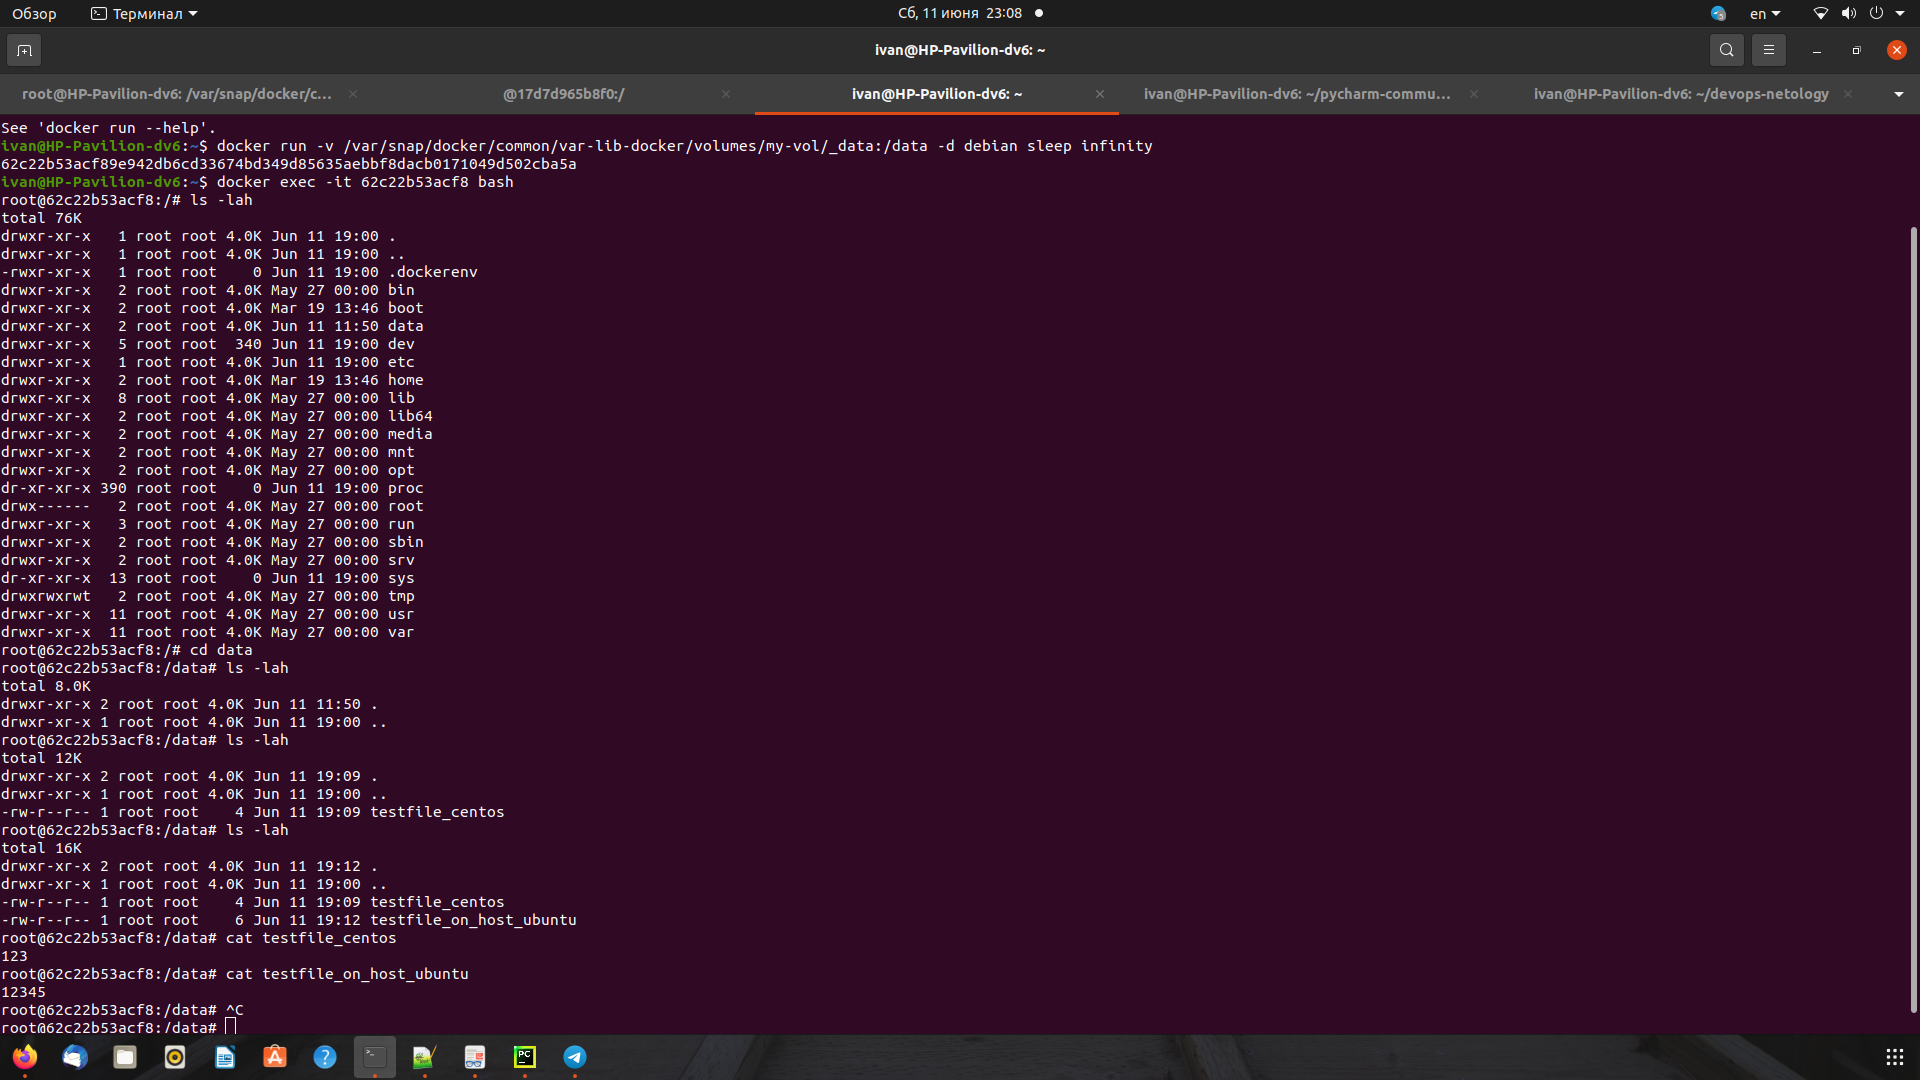 Обзор
Терминал
Сб, 11 июня 23:08
en
ivan@HP-Pavilion-dv6: ~
root@HP-Pavilion-dv6: /var/snap/docker/c...
@17d7d965b8f0:/
ivan@HP-Pavilion-dv6: ~
ivan@HP-Pavilion-dv6: ~/pycharm-commu...
ivan@HP-Pavilion-dv6: ~/devops-netology
See 'docker run --help'.
ivan@HP-Pavilion-dv6:~$ docker run -v /var/snap/docker/common/var-lib-docker/volumes/my-vol/_data:/data -d debian sleep infinity
62c22b53acf89e942db6cd33674bd349d85635aebbf8dacb0171049d502cba5a
ivan@HP-Pavilion-dv6:~$ docker exec -it 62c22b53acf8 bash
root@62c22b53acf8:/# ls -lah
total 76K
drwxr-xr-x   1 root root 4.0K Jun 11 19:00 .
drwxr-xr-x   1 root root 4.0K Jun 11 19:00 ..
-rwxr-xr-x   1 root root    0 Jun 11 19:00 .dockerenv
drwxr-xr-x   2 root root 4.0K May 27 00:00 bin
drwxr-xr-x   2 root root 4.0K Mar 19 13:46 boot
drwxr-xr-x   2 root root 4.0K Jun 11 11:50 data
drwxr-xr-x   5 root root  340 Jun 11 19:00 dev
drwxr-xr-x   1 root root 4.0K Jun 11 19:00 etc
drwxr-xr-x   2 root root 4.0K Mar 19 13:46 home
drwxr-xr-x   8 root root 4.0K May 27 00:00 lib
drwxr-xr-x   2 root root 4.0K May 27 00:00 lib64
drwxr-xr-x   2 root root 4.0K May 27 00:00 media
drwxr-xr-x   2 root root 4.0K May 27 00:00 mnt
drwxr-xr-x   2 root root 4.0K May 27 00:00 opt
dr-xr-xr-x 390 root root    0 Jun 11 19:00 proc
drwx------   2 root root 4.0K May 27 00:00 root
drwxr-xr-x   3 root root 4.0K May 27 00:00 run
drwxr-xr-x   2 root root 4.0K May 27 00:00 sbin
drwxr-xr-x   2 root root 4.0K May 27 00:00 srv
dr-xr-xr-x  13 root root    0 Jun 11 19:00 sys
drwxrwxrwt   2 root root 4.0K May 27 00:00 tmp
drwxr-xr-x  11 root root 4.0K May 27 00:00 usr
drwxr-xr-x  11 root root 4.0K May 27 00:00 var
root@62c22b53acf8:/# cd data
root@62c22b53acf8:/data# ls -lah
total 8.0K
drwxr-xr-x 2 root root 4.0K Jun 11 11:50 .
drwxr-xr-x 1 root root 4.0K Jun 11 19:00 ..
root@62c22b53acf8:/data# ls -lah
total 12K
drwxr-xr-x 2 root root 4.0K Jun 11 19:09 .
drwxr-xr-x 1 root root 4.0K Jun 11 19:00 ..
-rw-r--r-- 1 root root    4 Jun 11 19:09 testfile_centos
root@62c22b53acf8:/data# ls -lah
total 16K
drwxr-xr-x 2 root root 4.0K Jun 11 19:12 .
drwxr-xr-x 1 root root 4.0K Jun 11 19:00 ..
-rw-r--r-- 1 root root    4 Jun 11 19:09 testfile_centos
-rw-r--r-- 1 root root    6 Jun 11 19:12 testfile_on_host_ubuntu
root@62c22b53acf8:/data# cat testfile_centos
123
root@62c22b53acf8:/data# cat testfile_on_host_ubuntu
12345
root@62c22b53acf8:/data# ^C
root@62c22b53acf8:/data#